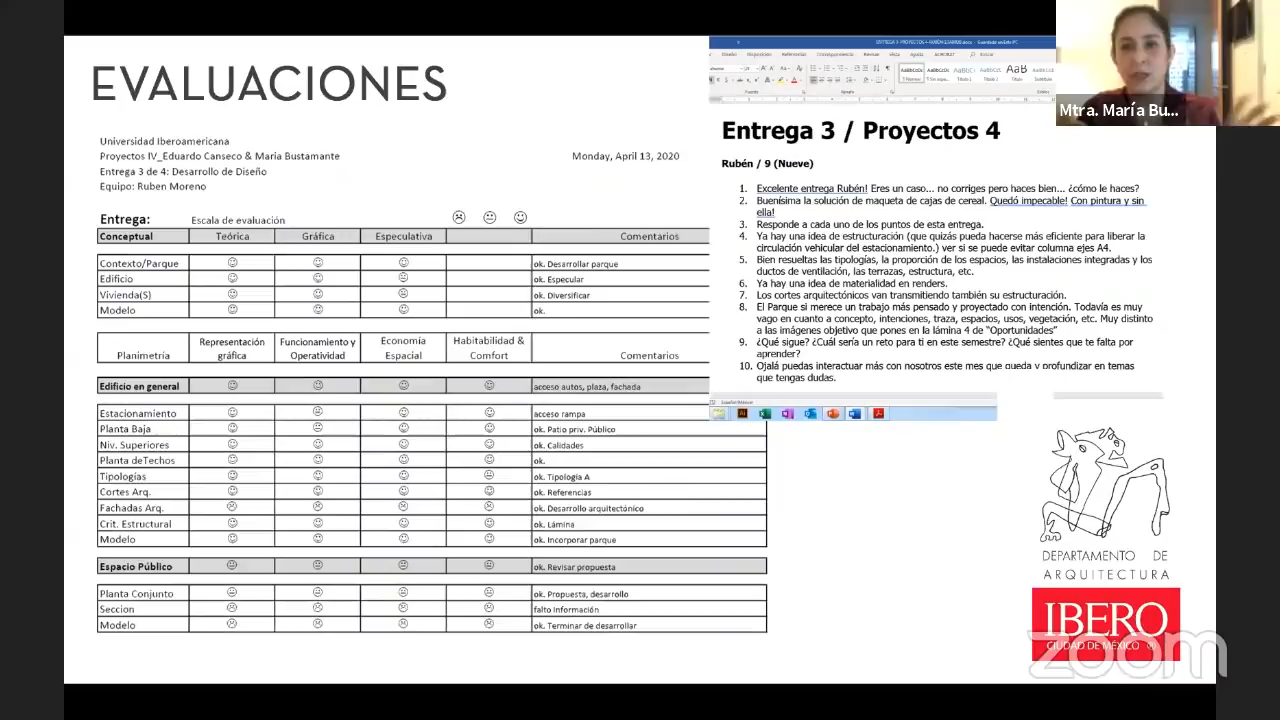 EVALUACIONES
Universidad Iberoamericana
Proyectos IV_Eduardo Canseco & Maria Bustamante
Monday, April 13, 2020
Entrega 3 de 4: Desarrollo de Diseño
Equipo: Ruben Moreno
Entrega:
Escala de evaluación
Conceptual Teórica Gráfica Especulativa Comentarios
Contexto/Parque ok. Desarrollar parque
Edificio ok. Especular
Vivienda(S) ok. Diversificar
Modelo ok.
Planimetría Representación gráfica Funcionamiento y Operatividad Economía Espacial Habitabilidad & Comfort Comentarios
Edificio en general acceso autos, plaza, fachada
Estacionamiento acceso rampa
Planta Baja ok. Patio priv. Público
Niv. Superiores ok. Calidades
Planta deTechos ok.
Tipologías ok. Tipología A
Cortes Arq. ok. Referencias
Fachadas Arq. ok. Desarrollo arquitectónico
Crit. Estructural ok. Lámina
Modelo ok. Incorporar parque
Espacio Público ok. Revisar propuesta
Planta Conjunto ok. Propuesta, desarrollo
Seccion falto Información
Modelo ok. Terminar de desarrollar
Entrega 3 / Proyectos 4
Rubén / 9 (Nueve)
1. Excelente entrega Rubén! Eres un caso... no corriges pero haces bien... ¿cómo le haces?
2. Buenísima la solución de maqueta de cajas de cereal. Quedó impecable! Con pintura y sin
ella!
3. Responde a cada uno de los puntos de esta entrega.
4. Ya hay una idea de estructuración (que quizás pueda hacerse más eficiente para liberar la
circulación vehicular del estacionamiento.) ver si se puede evitar columna ejes A4.
5. Bien resueltas las tipologías, la proporción de los espacios, las instalaciones integradas y los
ductos de ventilación, las terrazas, estructura, etc.
6. Ya hay una idea de materialidad en renders.
7. Los cortes arquitectónicos van transmitiendo también su estructuración.
8. El Parque si merece un trabajo más pensado y proyectado con intención. Todavía es muy
vago en cuanto a concepto, intenciones, traza, espacios, usos, vegetación, etc. Muy distinto
a las imágenes objetivo que pones en la lámina 4 de “Oportunidades”
9. ¿Qué sigue? ¿Cuál sería un reto para ti en este semestre? ¿Qué sientes que te falta por
aprender?
10. Ojalá puedas interactuar más con nosotros este mes que queda y profundizar en temas
que tengas dudas.
Mtra. María Bu...
DEPARTAMENTO DE
ARQUITECTURA
IBERO
CIUDAD DE MÉXICO
zoom